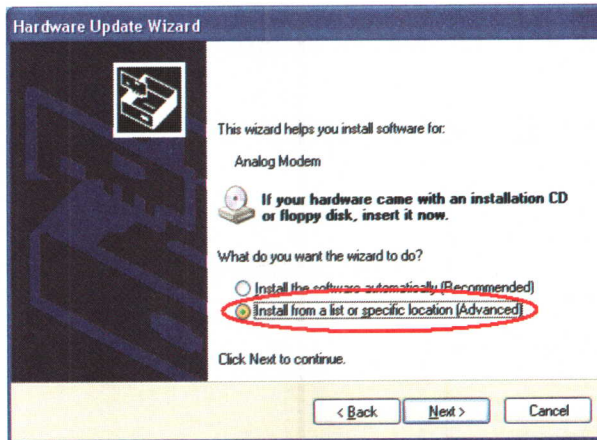 Hardware Update Wizard
This wizard helps you install software for:
Analog Modem
If your hardware came with an installation CD
or floppy disk, insert it now.
What do you want the wizard to do?
Install the software automatically (Recommended)
Install from a list or specific location (Advanced)
Click Next to continue.
< Back
Next >
Cancel